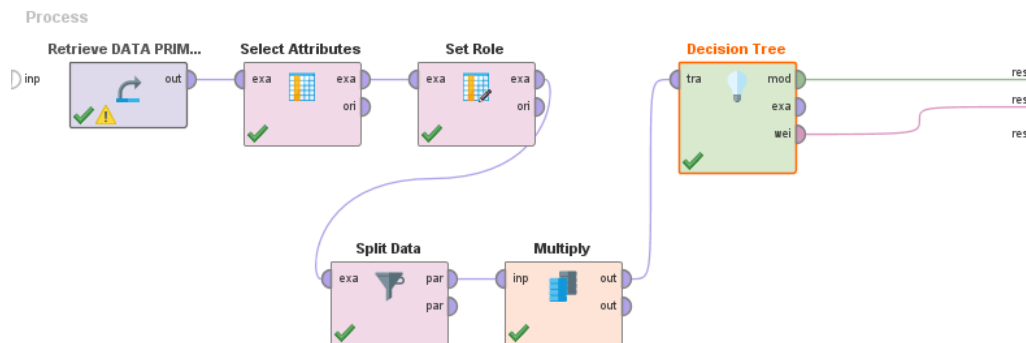 Process
Retrieve DATA PRIM...
Select Attributes
Set Role
Decision Tree
inp
out
exa
exa
ori
exa
exa
ori
tra
mod
exa
wei
res
res
res
Split Data
Multiply
exa
par
par
inp
out
out